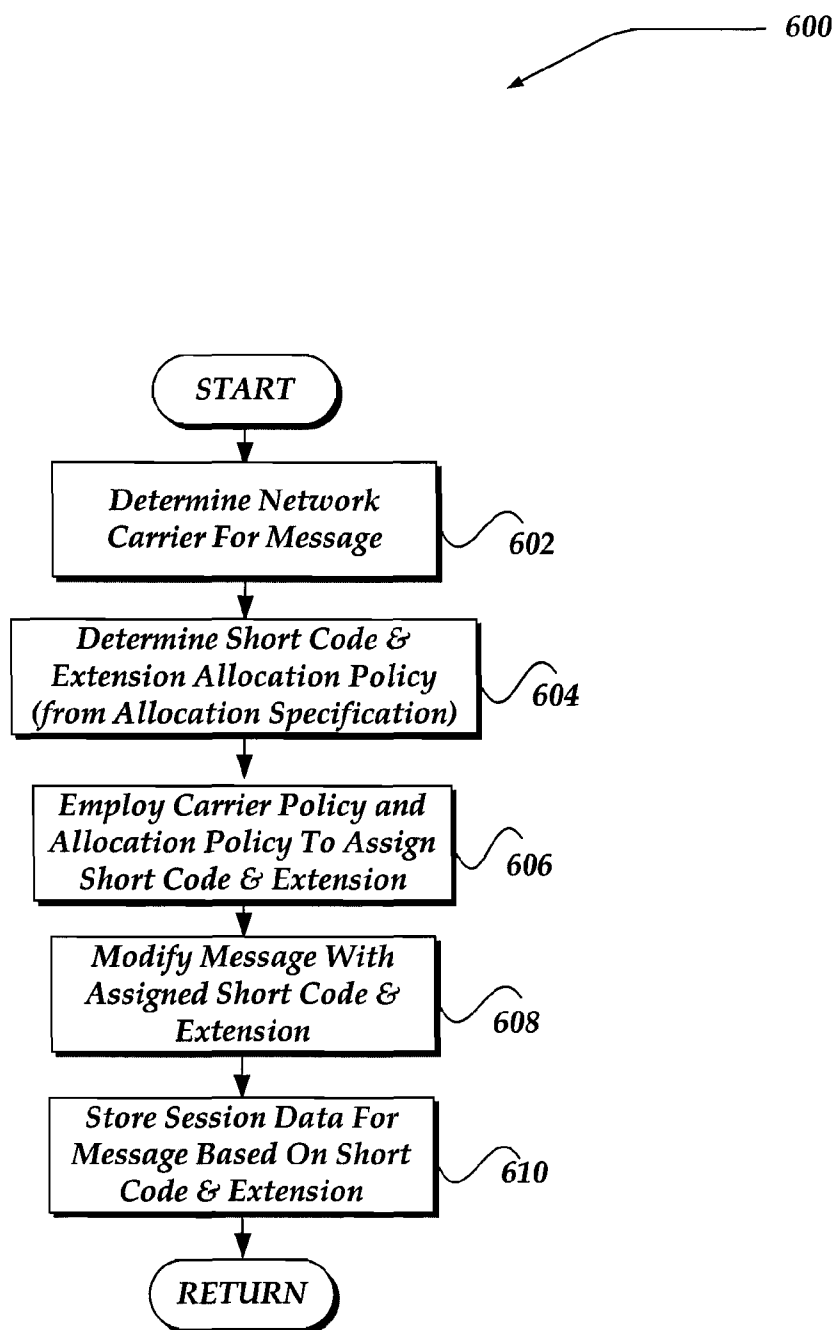 600
START
Determine Network
Carrier For Message
602
Determine Short Code &
Extension Allocation Policy
(from Allocation Specification)
604
Employ Carrier Policy and
Allocation Policy To Assign
Short Code & Extension
606
Modify Message With
Assigned Short Code &
Extension
608
Store Session Data For
Message Based On Short
Code & Extension
610
RETURN